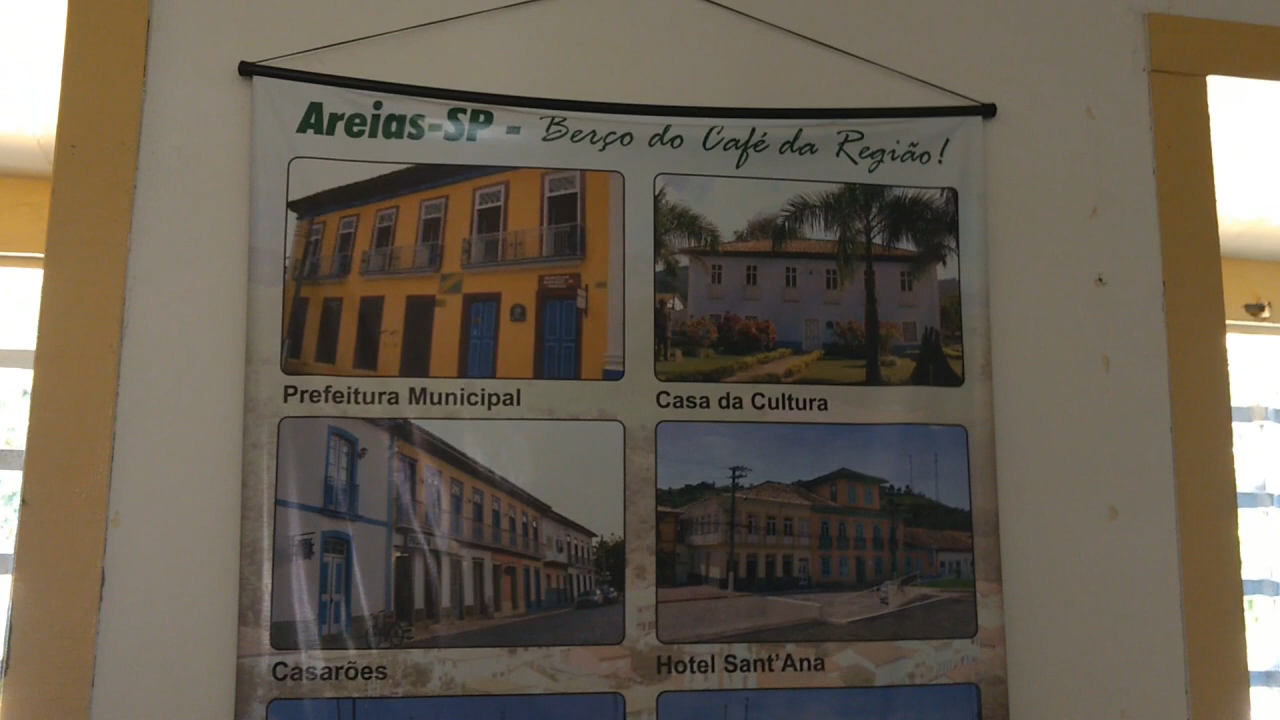 Areias-SP - Berço do Café da Região!
Prefeitura Municipal
Casa da Cultura
Casarões
Hotel Sant'Ana